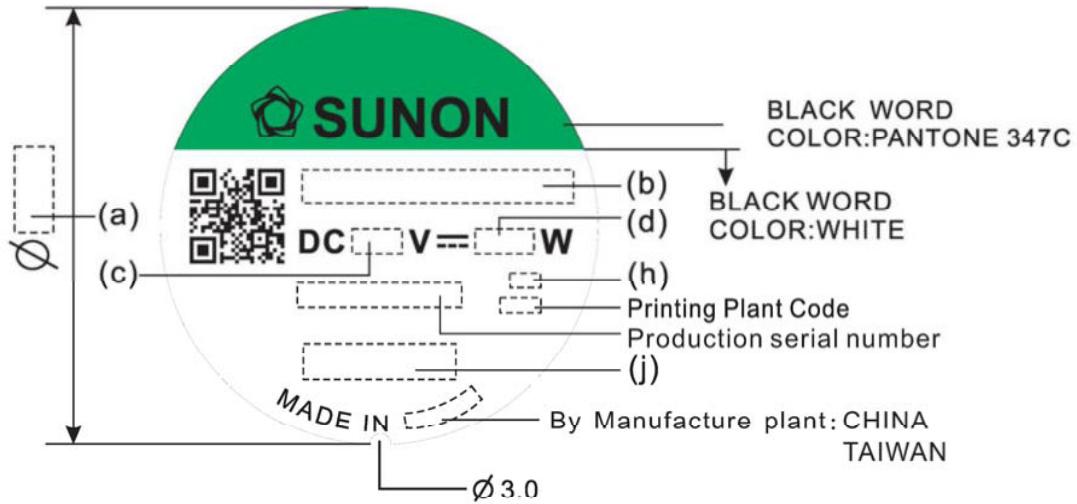 SUNON
BLACK WORD
COLOR:PANTONE 347C
BLACK WORD
COLOR:WHITE
(a)
Ø
(b)
DC V⎓ W
(d)
(c)
(h)
Printing Plant Code
Production serial number
(j)
MADE IN
By Manufacture plant: CHINA
TAIWAN
Ø 3.0